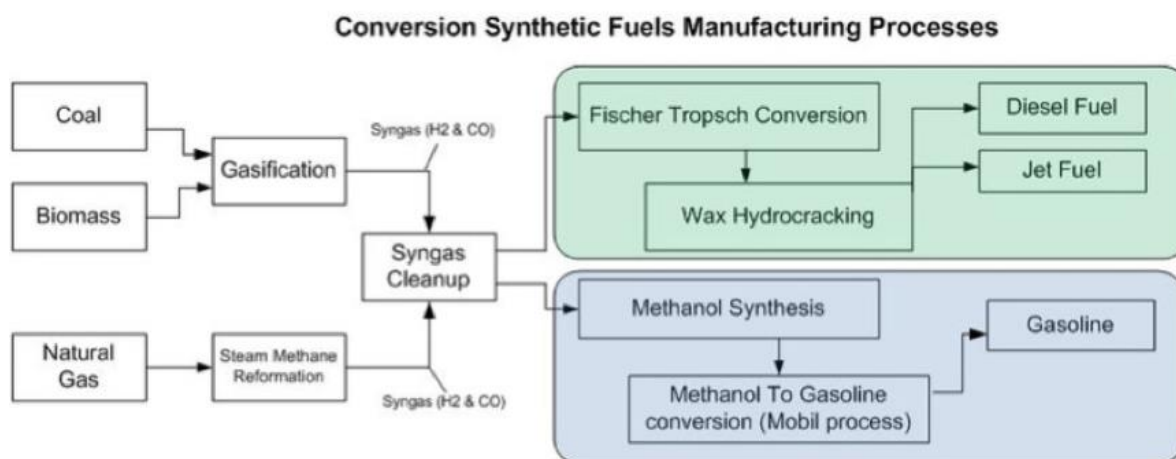 Conversion Synthetic Fuels Manufacturing Processes
Coal
Biomass
Gasification
Syngas (H2 & CO)
Syngas
Cleanup
Natural
Gas
Steam Methane
Reformation
Syngas (H2 & CO)
Fischer Tropsch Conversion
Wax Hydrocracking
Diesel Fuel
Jet Fuel
Methanol Synthesis
Methanol To Gasoline
conversion (Mobil process)
Gasoline